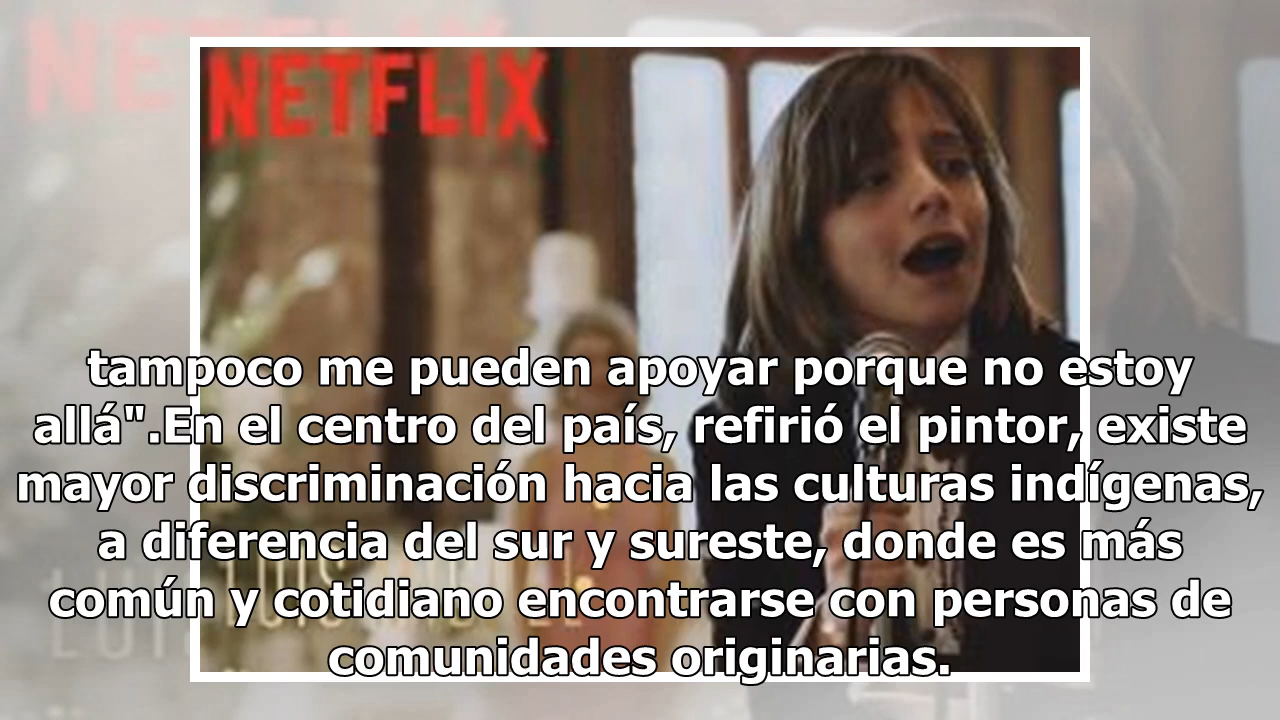 NETFLIX
tampoco me pueden apoyar porque no estoy
allá".En el centro del país, refirió el pintor, existe
mayor discriminación hacia las culturas indígenas,
a diferencia del sur y sureste, donde es más
común y cotidiano encontrarse con personas de
comunidades originarias.